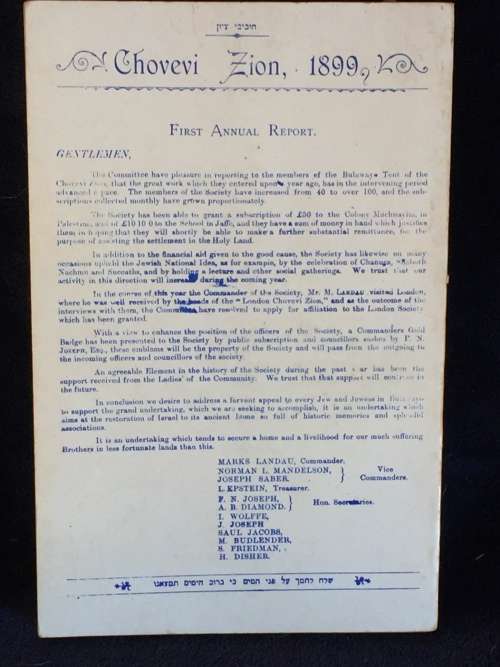 חובבי ציון
Chovevi Zion, 1899,
FIRST ANNUAL REPORT.
GENTLEMEN,
The Committee have pleasure in reporting to the members of the Bulawayo Tent of the
Chovevi Zion, that the great work which they entered upon a year ago, has in the intervening period
advanced a pace. The members of the Society have increased from 40 to over 100, and the sub-
scriptions collected monthly have grown proportionately.
The Society has been able to grant a subscription of £50 to the Colony in
Palestine, and of £10 10 0 to the School in Jaffa, and they have a sum of money in hand which justifies
them in hoping that they will shortly be able to make a further substantial remittance, for the
purpose of assisting the settlement in the Holy Land.
In addition to the financial aid given to the good cause, the Society has likewise on many
occasions upheld the Jewish National Idea, as for example, by the celebration of Chanuca,
Nachmo and Succoths, and by holding a lecture and other social gatherings. We trust that our
activity in this direction will increase during the coming year.
In the course of this year the Commander of the Society, Mr. M. LANDAU visited London,
where he was well received by the heads of the "London Chovevi Zion," and as the outcome of the
interviews with them, the Committee have resolved to apply for affiliation to the London Society
which has been granted.
With a view to enhance the position of the officers of the Society, a Commanders Gold
Badge has been presented to the Society by public subscription and councillors sashes by F. N.
JOSEPH, Esq., these emblems will be the property of the Society and will pass from the outgoing to
the incoming officers and councillors of the society.
An agreeable Element in the history of the Society during the past year has been the
support received from the Ladies' of the Community. We trust that this support will continue in
the future.
In conclusion we desire to address a fervent appeal to every Jew and Jewess in Bulawayo
to support the grand undertaking, which we are seeking to accomplish, it is an undertaking which
aims at the restoration of Israel to its ancient home so full of historic memories and splendid
associations.
It is an undertaking which tends to secure a home and a livelihood for our much suffering
Brothers in less fortunate lands than this.
MARKS LANDAU, Commander.
NORMAN L. MANDELSON, } Vice
JOSEPH SABER. } Commanders.
L. EPSTEIN, Treasurer.
F. N. JOSEPH, } Hon. Secretaries.
A. B. DIAMOND. }
I. WOLFFE,
J. JOSEPH
SAUL JACOBS,
M. BUDLENDER,
S. FRIEDMAN,
H. DISHER.
שלח לחמך על פני המים כי ברוב הימים תמצאנו